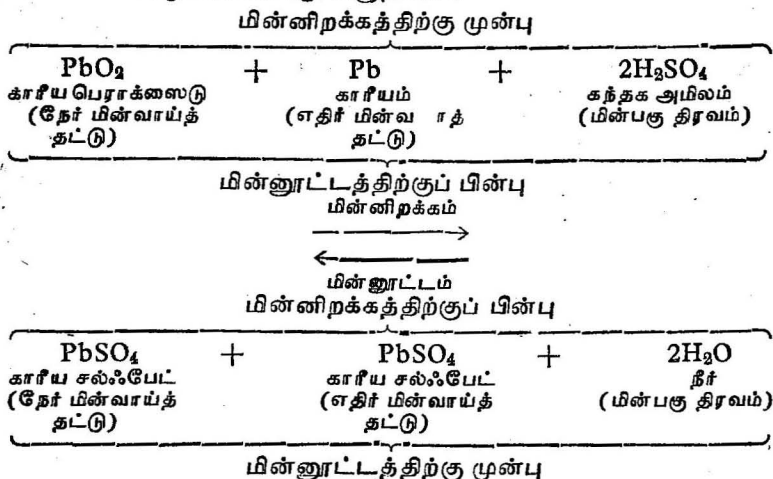 மின்னிறக்கத்திற்கு முன்பு
PbO₂ + Pb + 2H₂SO₄
காரீய பெராக்ஸைடு காரீயம் கந்தக அமிலம்
(நேர் மின்வாய்த் (எதிர் மின்வ ாத் (மின்பகு திரவம்)
தட்டு) தட்டு)
மின்னூட்டத்திற்குப் பின்பு
மின்னிறக்கம்
→
←
மின்னூட்டம்
மின்னிறக்கத்திற்குப் பின்பு
PbSO₄ + PbSO₄ + 2H₂O
காரீய சல்ஃபேட் காரீய சல்ஃபேட் நீர்
(நேர் மின்வாய்த் (எதிர் மின்வாய்த் (மின்பகு திரவம்)
தட்டு) தட்டு)
மின்னூட்டத்திற்கு முன்பு